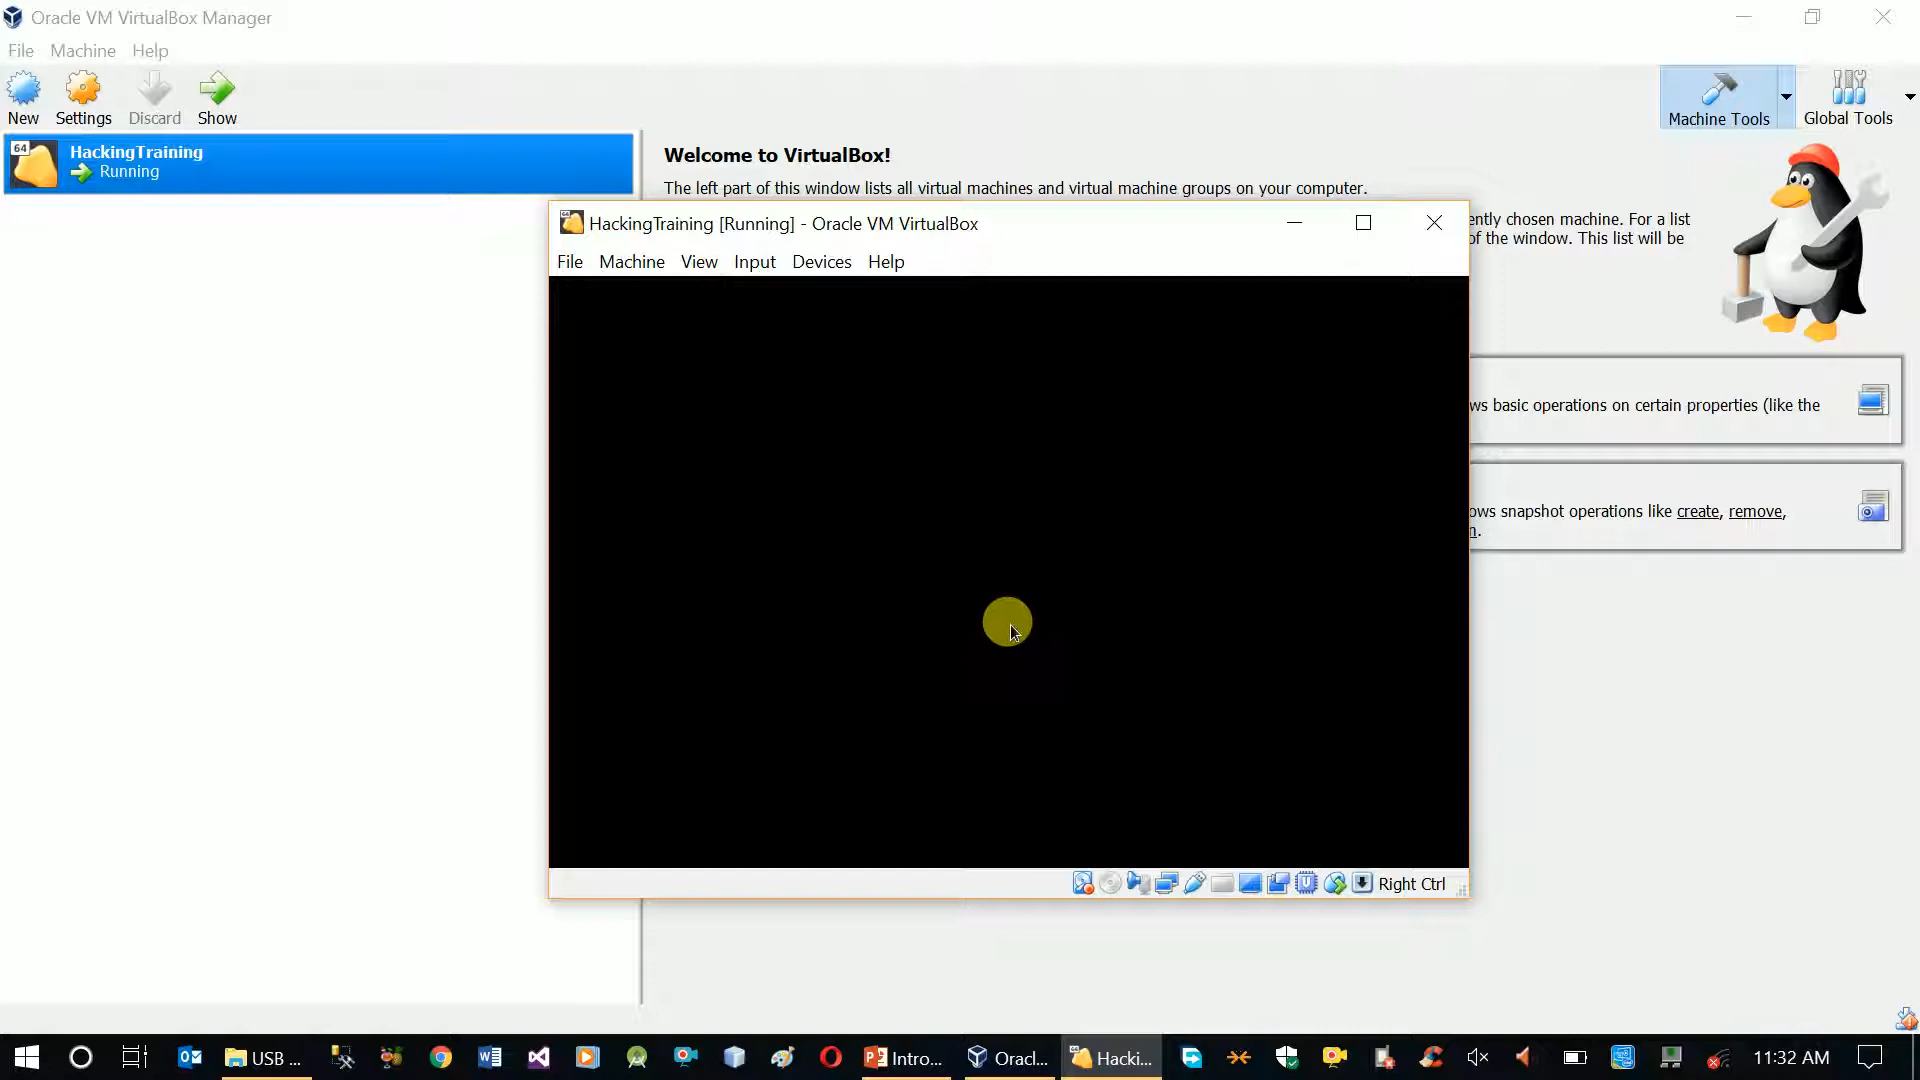 Oracle VM VirtualBox Manager
File Machine Help
New Settings Discard Show
Machine Tools Global Tools
64 HackingTraining
Running
Welcome to VirtualBox!
The left part of this window lists all virtual machines and virtual machine groups on your computer.
ently chosen machine. For a list
of the window. This list will be
HackingTraining [Running] - Oracle VM VirtualBox
File Machine View Input Devices Help
ws basic operations on certain properties (like the
ows snapshot operations like create, remove,
n.
Right Ctrl
USB ... Intro... Oracl... Hacki... 11:32 AM